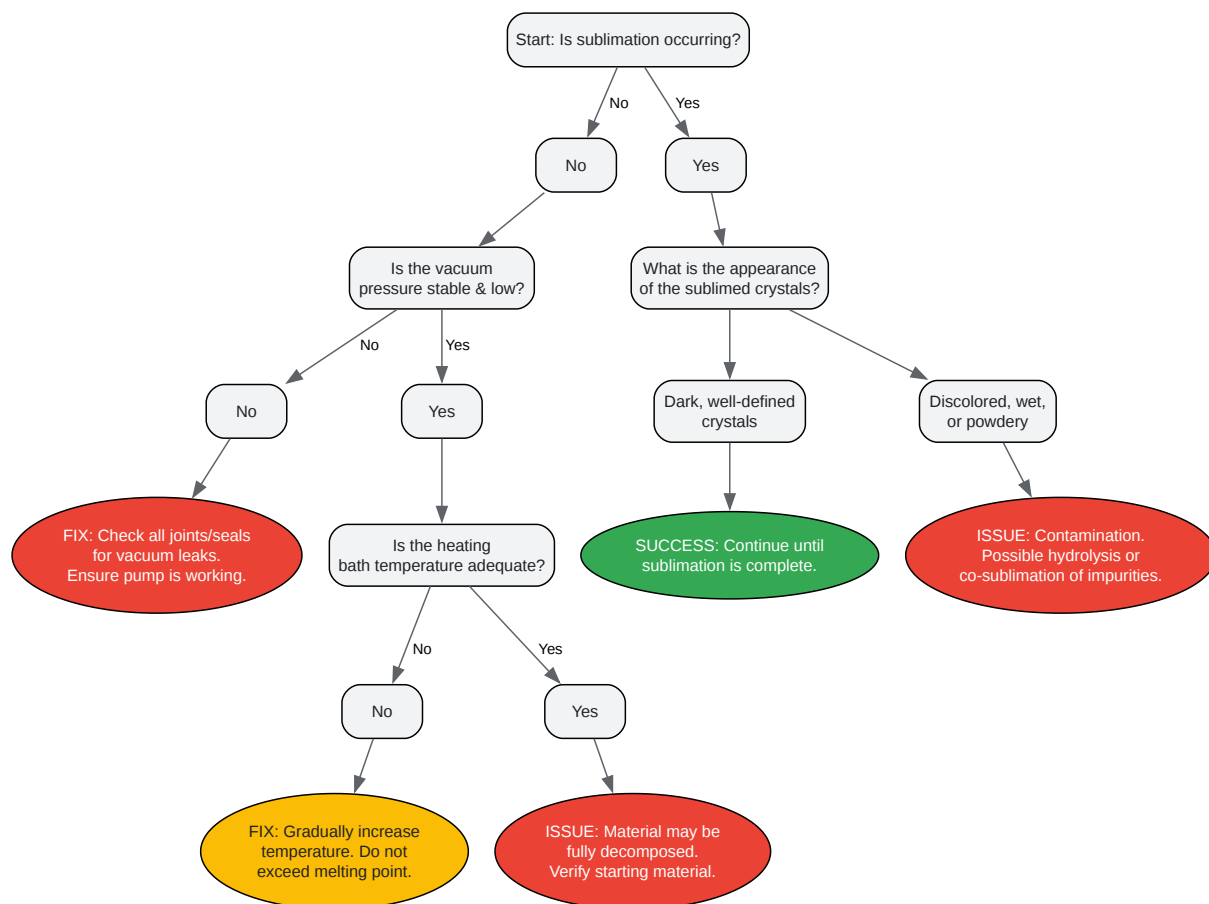 Start: Is sublimation occurring?
No
Yes
No
Yes
Is the vacuum
pressure stable & low?
What is the appearance
of the sublimed crystals?
No
Yes
No
Yes
Dark, well-defined
crystals
Discolored, wet,
or powdery
FIX: Check all joints/seals
for vacuum leaks.
Ensure pump is working.
Is the heating
bath temperature adequate?
SUCCESS: Continue until
sublimation is complete.
ISSUE: Contamination.
Possible hydrolysis or
co-sublimation of impurities.
No
Yes
No
Yes
FIX: Gradually increase
temperature. Do not
exceed melting point.
ISSUE: Material may be
fully decomposed.
Verify starting material.